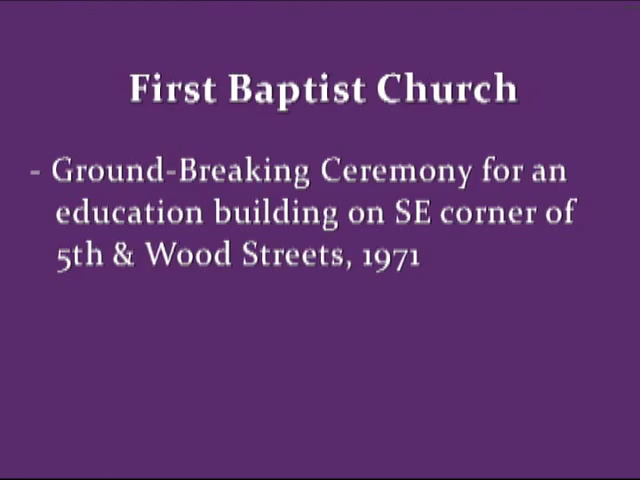 First Baptist Church
- Ground-Breaking Ceremony for an
education building on SE corner of
5th & Wood Streets, 1971